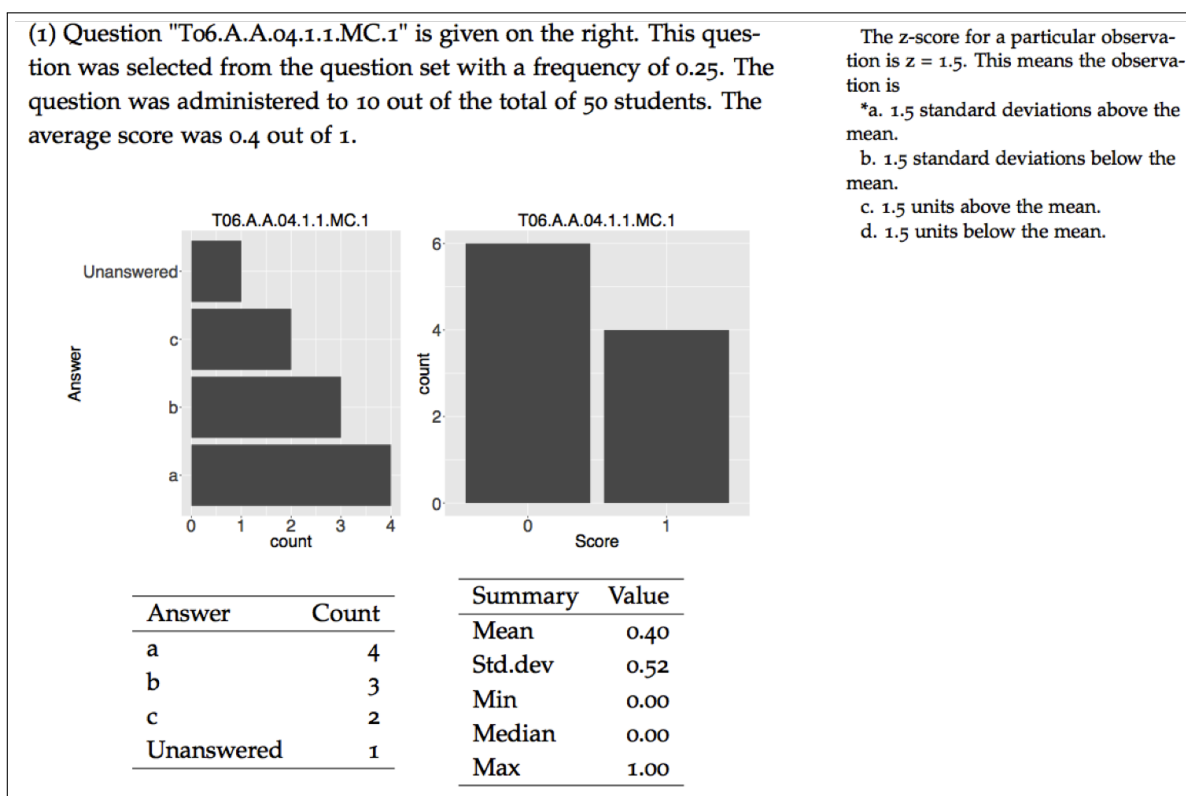 (1) Question "T06.A.A.04.1.1.MC.1" is given on the right. This ques-
tion was selected from the question set with a frequency of 0.25. The
question was administered to 10 out of the total of 50 students. The
average score was 0.4 out of 1.
The z-score for a particular observa-
tion is z = 1.5. This means the observa-
tion is
*a. 1.5 standard deviations above the
mean.
b. 1.5 standard deviations below the
mean.
c. 1.5 units above the mean.
d. 1.5 units below the mean.
T06.A.A.04.1.1.MC.1
Answer
Unanswered
c
b
a
0 1 2 3 4
count
T06.A.A.04.1.1.MC.1
count
6
4
2
0
0 1
Score
Answer Count
a 4
b 3
c 2
Unanswered 1
Summary Value
Mean 0.40
Std.dev 0.52
Min 0.00
Median 0.00
Max 1.00